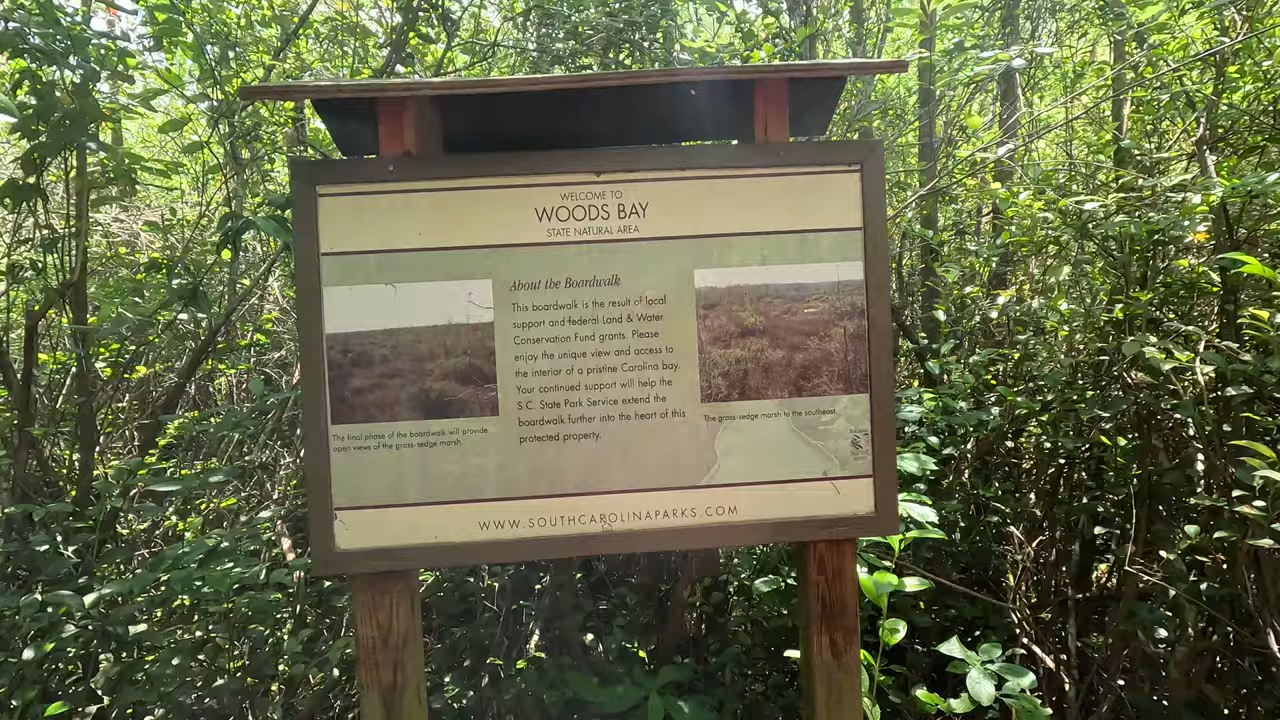 WELCOME TO
WOODS BAY
STATE NATURAL AREA
About the Boardwalk
This boardwalk is the result of local
support and federal Land & Water
Conservation Fund grants. Please
enjoy the unique view and access to
the interior of a pristine Carolina bay.
Your continued support will help the
S.C. State Park Service extend the
boardwalk further into the heart of this
protected property.
The final phase of the boardwalk will provide
open views of the grass-sedge marsh.
The grass-sedge marsh to the southeast.
WWW.SOUTHCAROLINAPARKS.COM